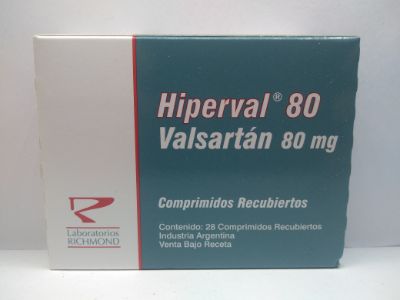 Hiperval® 80
Valsartán 80 mg
Comprimidos Recubiertos
Contenido: 28 Comprimidos Recubiertos
Industria Argentina
Venta Bajo Receta
Laboratorios
RICHMOND